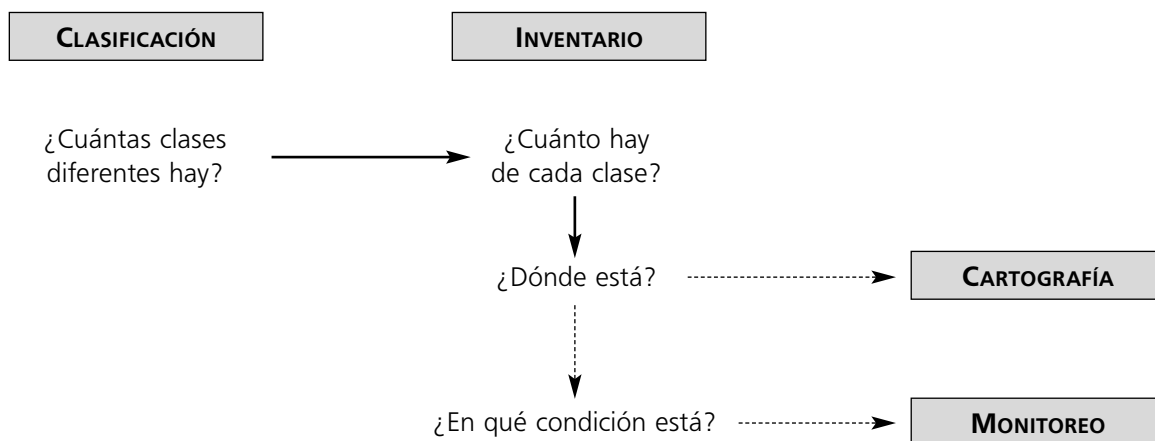 CLASIFICACIÓN
INVENTARIO
¿Cuántas clases
diferentes hay?
¿Cuánto hay
de cada clase?
¿Dónde está?
CARTOGRAFÍA
¿En qué condición está?
MONITOREO